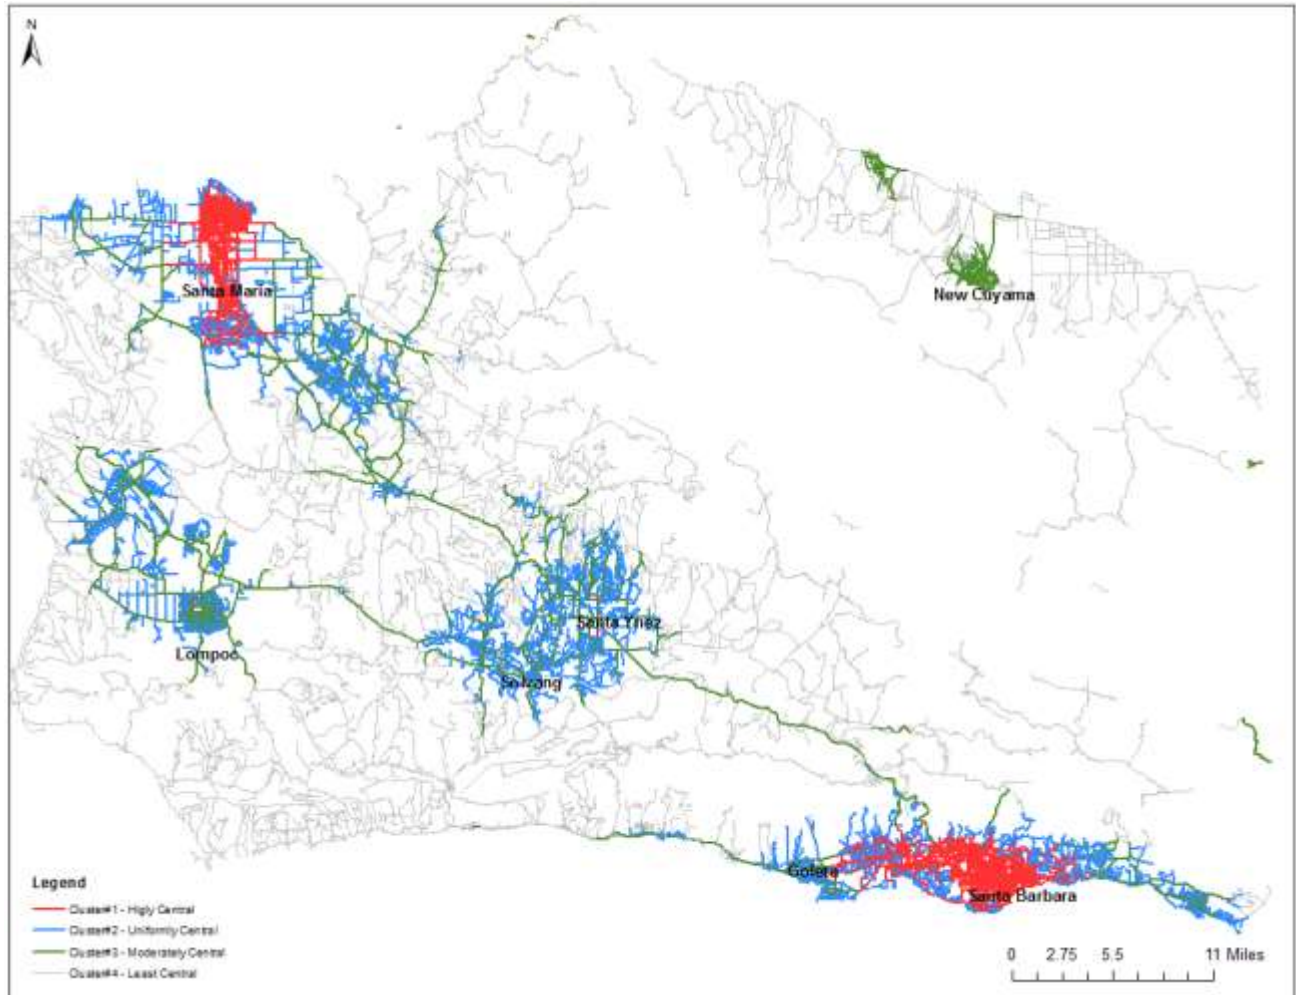 N
Santa Maria
New Cuyama
Santa Ynez
Lompoc
Solvang
Goleta
Santa Barbara
Legend
Cluster#1 - Higly Central
Cluster#2 - Uniformly Central
Cluster#3 - Moderately Central
Cluster#4 - Least Central
0 2.75 5.5 11 Miles